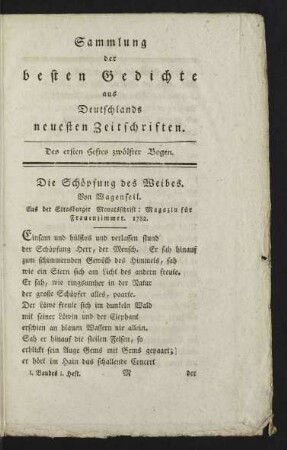 Sammlung
der
besten Gedichte
aus
Deutschlands
neuesten Zeitschriften.
Des ersten Heftes zwölfter Bogen.
Die Schöpfung des Weibes.
Von Wagenseil.
Aus der Strasburger Monatsschrift: Magazin für
Frauenzimmer. 1782.
Einsam und hülflos und verlassen stund
der Schöpfung Herr, der Mensch. Er sah hinauf
zum schimmernden Gewölb des Himmels, sah
wie ein Stern sich am Licht des andern freute.
Er sah, wie ringsumher in der Natur
der große Schöpfer alles, paarte.
Der Löwe freute sich im dunkeln Wald
mit seiner Löwin und der Elephant
erschien an blauen Wassern nie allein.
Sah er hinauf die steilen Felsen, so
erblikt sein Auge Gems mit Gems gepaart;
er hört im Hain das schallende Concert
1. Bandes 1. Heft. M der